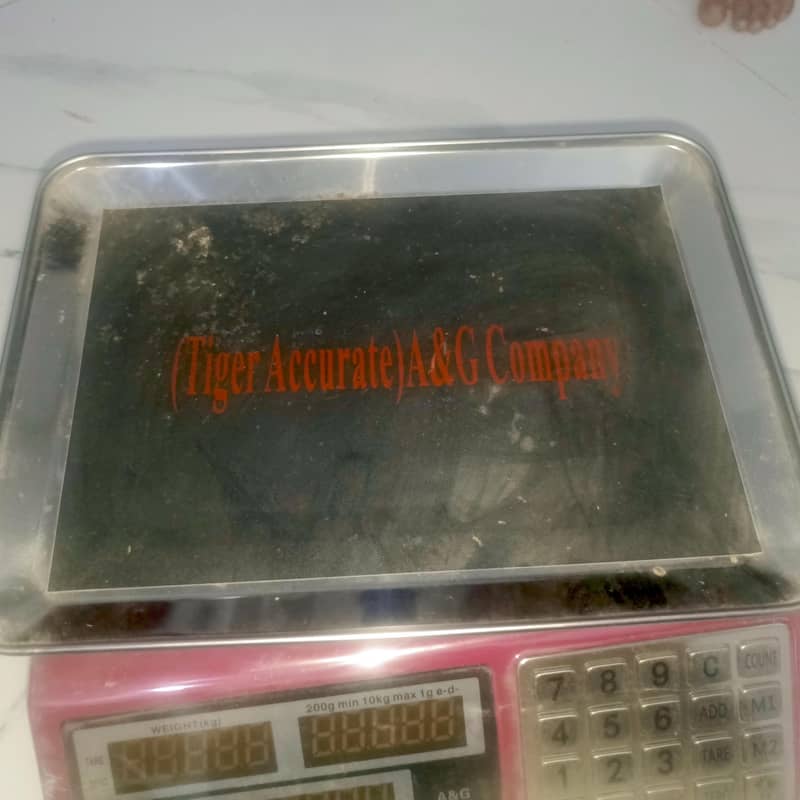 (Tiger Accurate)A&G Company
WEIGHT(kg)
200g min 10kg max 1g e-d-
TARE
A&G
7 8 9 C COUNT
4 5 6 ADD M1
1 2 3 TARE M2